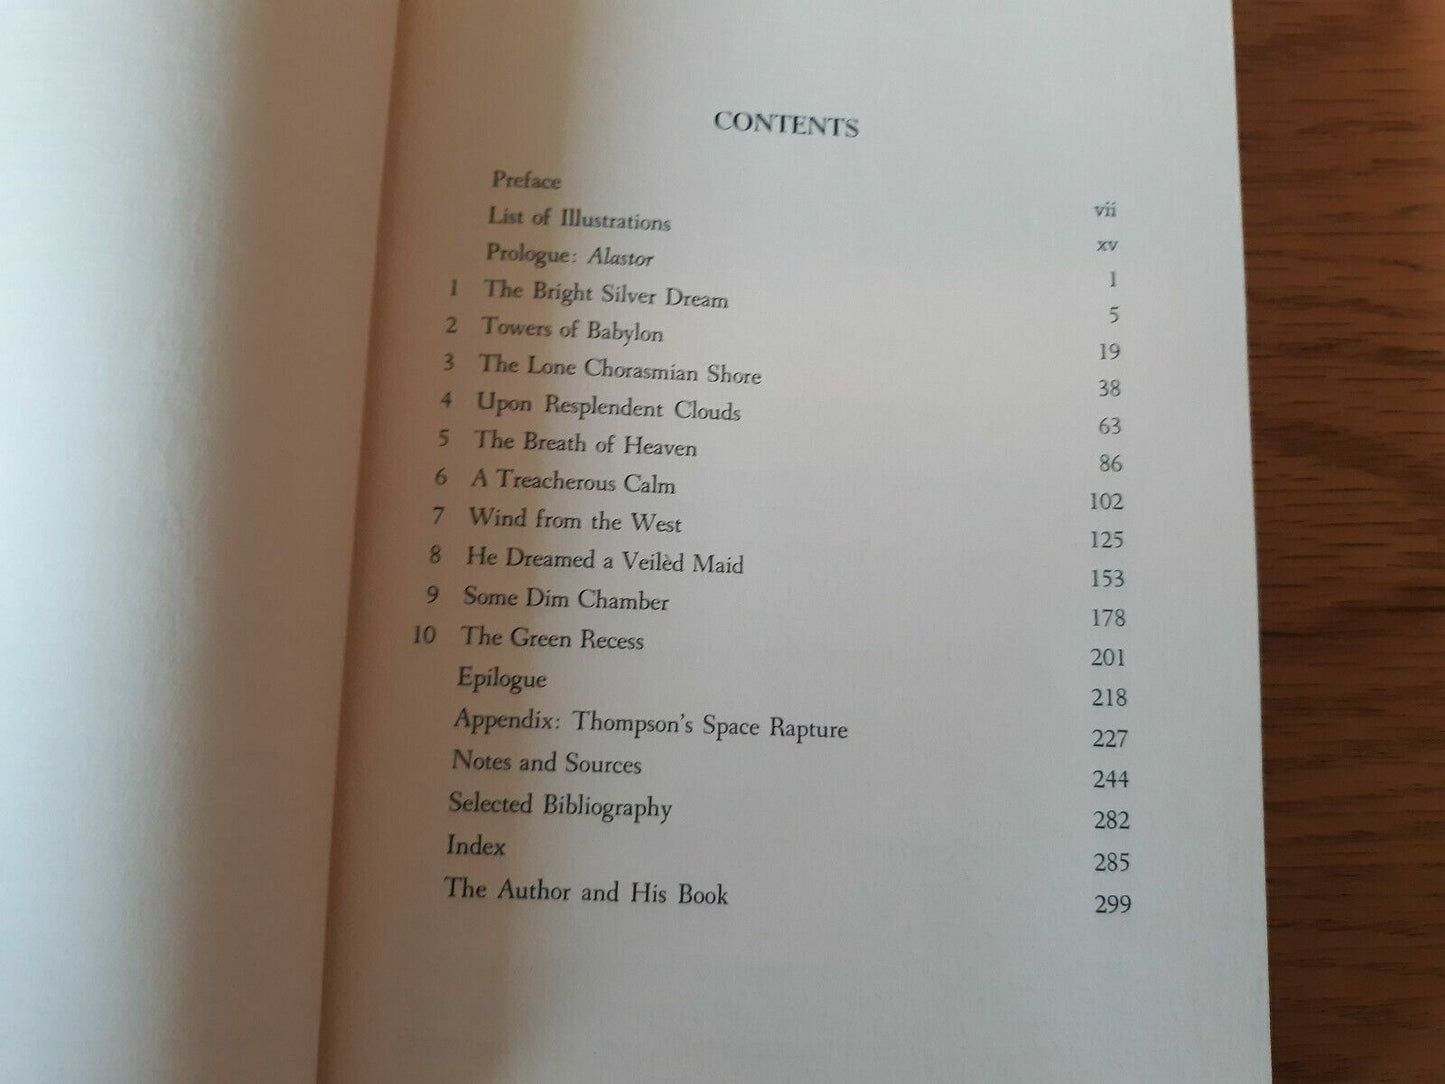 CONTENTS
Preface vii
List of Illustrations xv
Prologue: Alastor 1
1 The Bright Silver Dream 5
2 Towers of Babylon 19
3 The Lone Chorasmian Shore 38
4 Upon Resplendent Clouds 63
5 The Breath of Heaven 86
6 A Treacherous Calm 102
7 Wind from the West 125
8 He Dreamed a Veilèd Maid 153
9 Some Dim Chamber 178
10 The Green Recess 201
Epilogue 218
Appendix: Thompson's Space Rapture 227
Notes and Sources 244
Selected Bibliography 282
Index 285
The Author and His Book 299